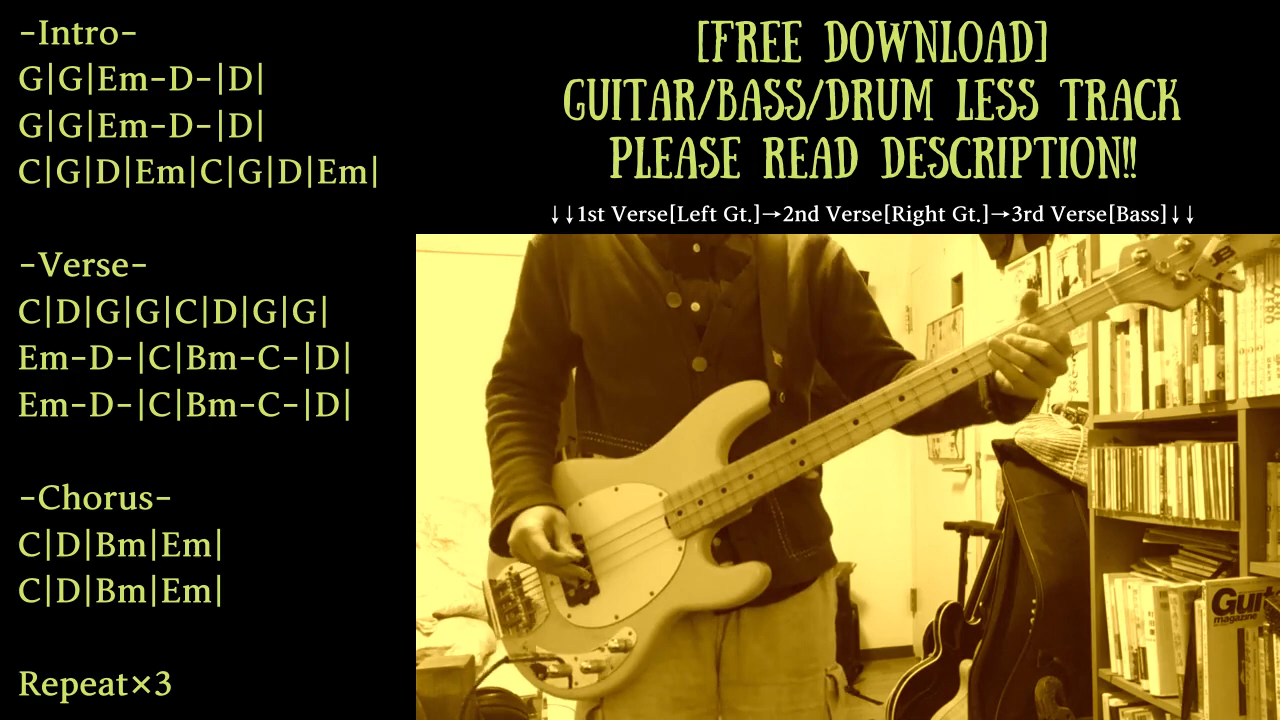 -Intro-
G|G|Em-D-|D|
G|G|Em-D-|D|
C|G|D|Em|C|G|D|Em|
-Verse-
C|D|G|G|C|D|G|G|
Em-D-|C|Bm-C-|D|
Em-D-|C|Bm-C-|D|
-Chorus-
C|D|Bm|Em|
C|D|Bm|Em|
Repeat×3
[FREE DOWNLOAD]
GUITAR/BASS/DRUM LESS TRACK
PLEASE READ DESCRIPTION!!
↓↓1st Verse[Left Gt.]→2nd Verse[Right Gt.]→3rd Verse[Bass]↓↓
magazine